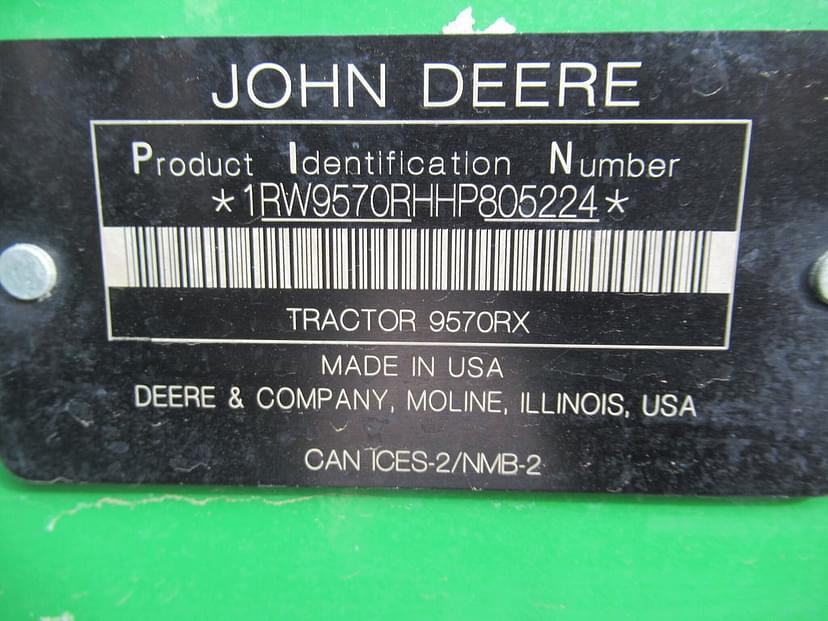 JOHN DEERE
Product Identification Number
*1RW9570RHHP805224*
TRACTOR 9570RX
MADE IN USA
DEERE & COMPANY, MOLINE, ILLINOIS, USA
CAN ICES-2/NMB-2